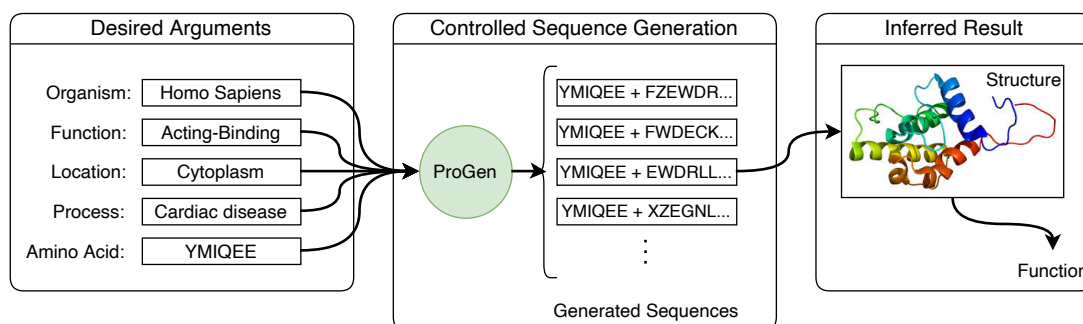 Desired Arguments
Organism: Homo Sapiens
Function: Acting-Binding
Location: Cytoplasm
Process: Cardiac disease
Amino Acid: YMIQEE
Controlled Sequence Generation
ProGen
YMIQEE + FZEWDR...
YMIQEE + FWDECK...
YMIQEE + EWDRLL...
YMIQEE + XZEGNL...
Generated Sequences
Inferred Result
Structure
Function